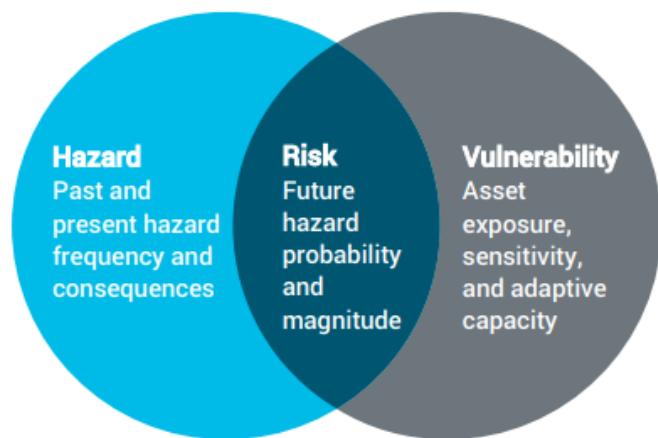 Hazard
Past and
present hazard
frequency and
consequences
Risk
Future
hazard
probability
and
magnitude
Vulnerability
Asset
exposure,
sensitivity,
and adaptive
capacity